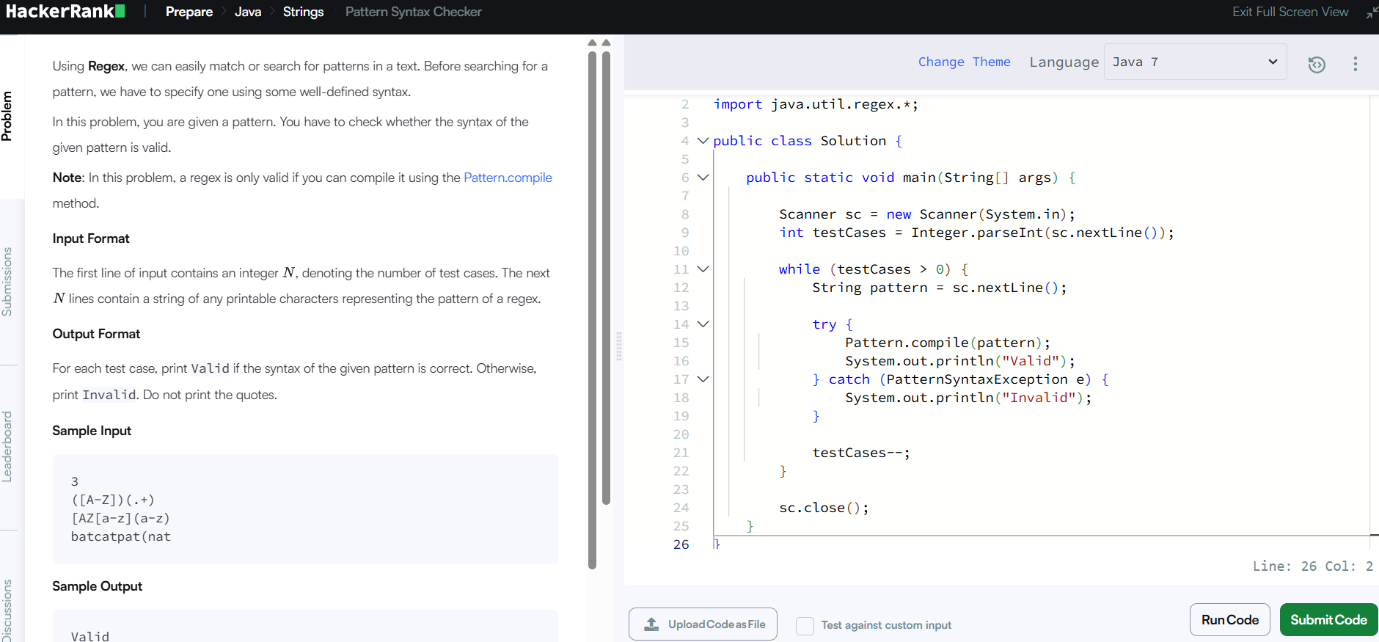 HackerRank | Prepare > Java > Strings > Pattern Syntax Checker
Exit Full Screen View
Problem
Submissions
Leaderboard
Discussions
Using Regex, we can easily match or search for patterns in a text. Before searching for a
pattern, we have to specify one using some well-defined syntax.
In this problem, you are given a pattern. You have to check whether the syntax of the
given pattern is valid.
Note: In this problem, a regex is only valid if you can compile it using the Pattern.compile
method.
Input Format
The first line of input contains an integer N, denoting the number of test cases. The next
N lines contain a string of any printable characters representing the pattern of a regex.
Output Format
For each test case, print Valid if the syntax of the given pattern is correct. Otherwise,
print Invalid. Do not print the quotes.
Sample Input
3
([A-Z])(.+)
[AZ[a-z](a-z)
batcatpat(nat
Sample Output
Valid
Change Theme Language Java 7
2 import java.util.regex.*;
3
4 public class Solution {
5
6 public static void main(String[] args) {
7
8 Scanner sc = new Scanner(System.in);
9 int testCases = Integer.parseInt(sc.nextLine());
10
11 while (testCases > 0) {
12 String pattern = sc.nextLine();
13
14 try {
15 Pattern.compile(pattern);
16 System.out.println("Valid");
17 } catch (PatternSyntaxException e) {
18 System.out.println("Invalid");
19 }
20
21 testCases--;
22 }
23
24 sc.close();
25 }
26 }
Line: 26 Col: 2
Upload Code as File
Test against custom input
Run Code
Submit Code